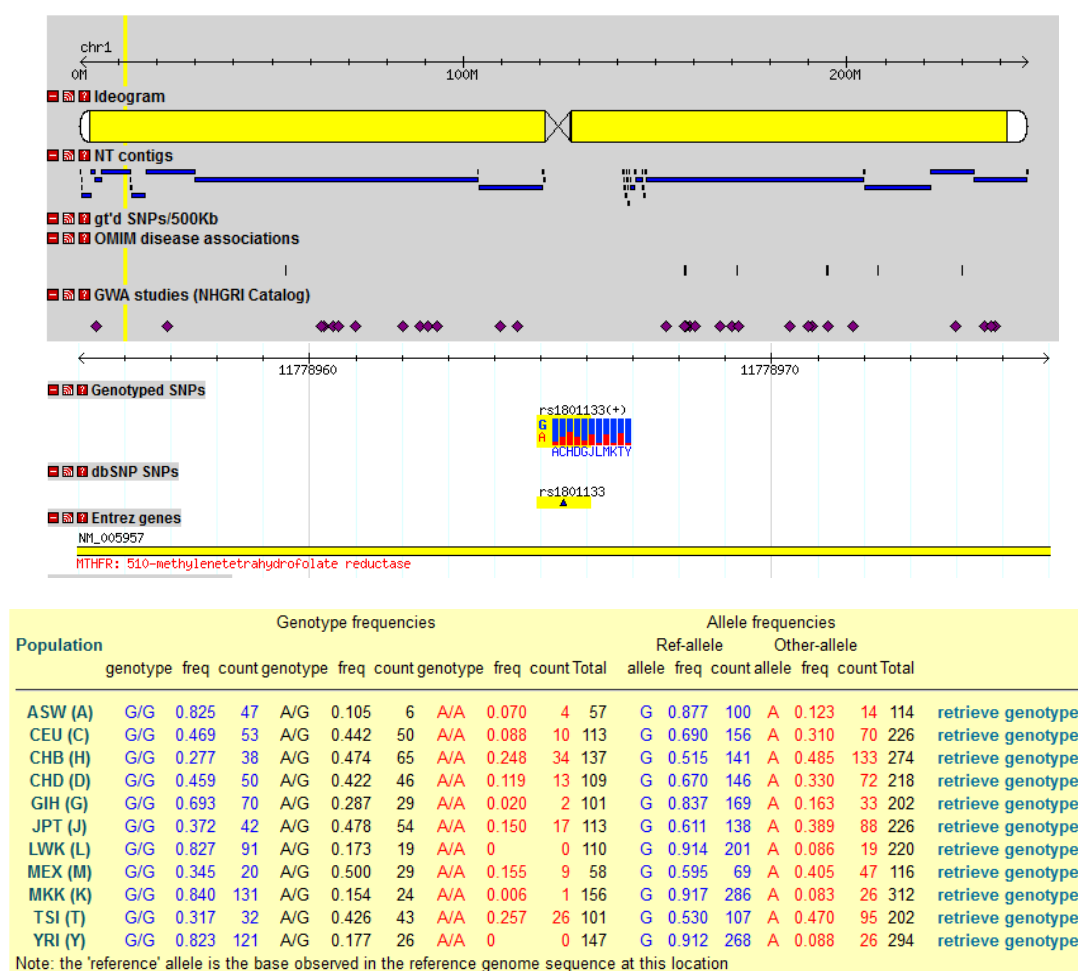 chr1
0M 100M 200M
Ideogram
NT contigs
gt'd SNPs/500Kb
OMIM disease associations
GWA studies (NHGRI Catalog)
11778960 11778970
Genotyped SNPs
rs1801133(+)
G
A
ACHDGJLMKTY
dbSNP SNPs
rs1801133
Entrez genes
NM_005957
MTHFR: 510-methylenetetrahydrofolate reductase
Genotype frequencies Allele frequencies
Population Ref-allele Other-allele
genotype freq count genotype freq count genotype freq count Total allele freq count allele freq count Total
ASW (A) G/G 0.825 47 A/G 0.105 6 A/A 0.070 4 57 G 0.877 100 A 0.123 14 114 retrieve genotype
CEU (C) G/G 0.469 53 A/G 0.442 50 A/A 0.088 10 113 G 0.690 156 A 0.310 70 226 retrieve genotype
CHB (H) G/G 0.277 38 A/G 0.474 65 A/A 0.248 34 137 G 0.515 141 A 0.485 133 274 retrieve genotype
CHD (D) G/G 0.459 50 A/G 0.422 46 A/A 0.119 13 109 G 0.670 146 A 0.330 72 218 retrieve genotype
GIH (G) G/G 0.693 70 A/G 0.287 29 A/A 0.020 2 101 G 0.837 169 A 0.163 33 202 retrieve genotype
JPT (J) G/G 0.372 42 A/G 0.478 54 A/A 0.150 17 113 G 0.611 138 A 0.389 88 226 retrieve genotype
LWK (L) G/G 0.827 91 A/G 0.173 19 A/A 0 0 110 G 0.914 201 A 0.086 19 220 retrieve genotype
MEX (M) G/G 0.345 20 A/G 0.500 29 A/A 0.155 9 58 G 0.595 69 A 0.405 47 116 retrieve genotype
MKK (K) G/G 0.840 131 A/G 0.154 24 A/A 0.006 1 156 G 0.917 286 A 0.083 26 312 retrieve genotype
TSI (T) G/G 0.317 32 A/G 0.426 43 A/A 0.257 26 101 G 0.530 107 A 0.470 95 202 retrieve genotype
YRI (Y) G/G 0.823 121 A/G 0.177 26 A/A 0 0 147 G 0.912 268 A 0.088 26 294 retrieve genotype
Note: the 'reference' allele is the base observed in the reference genome sequence at this location